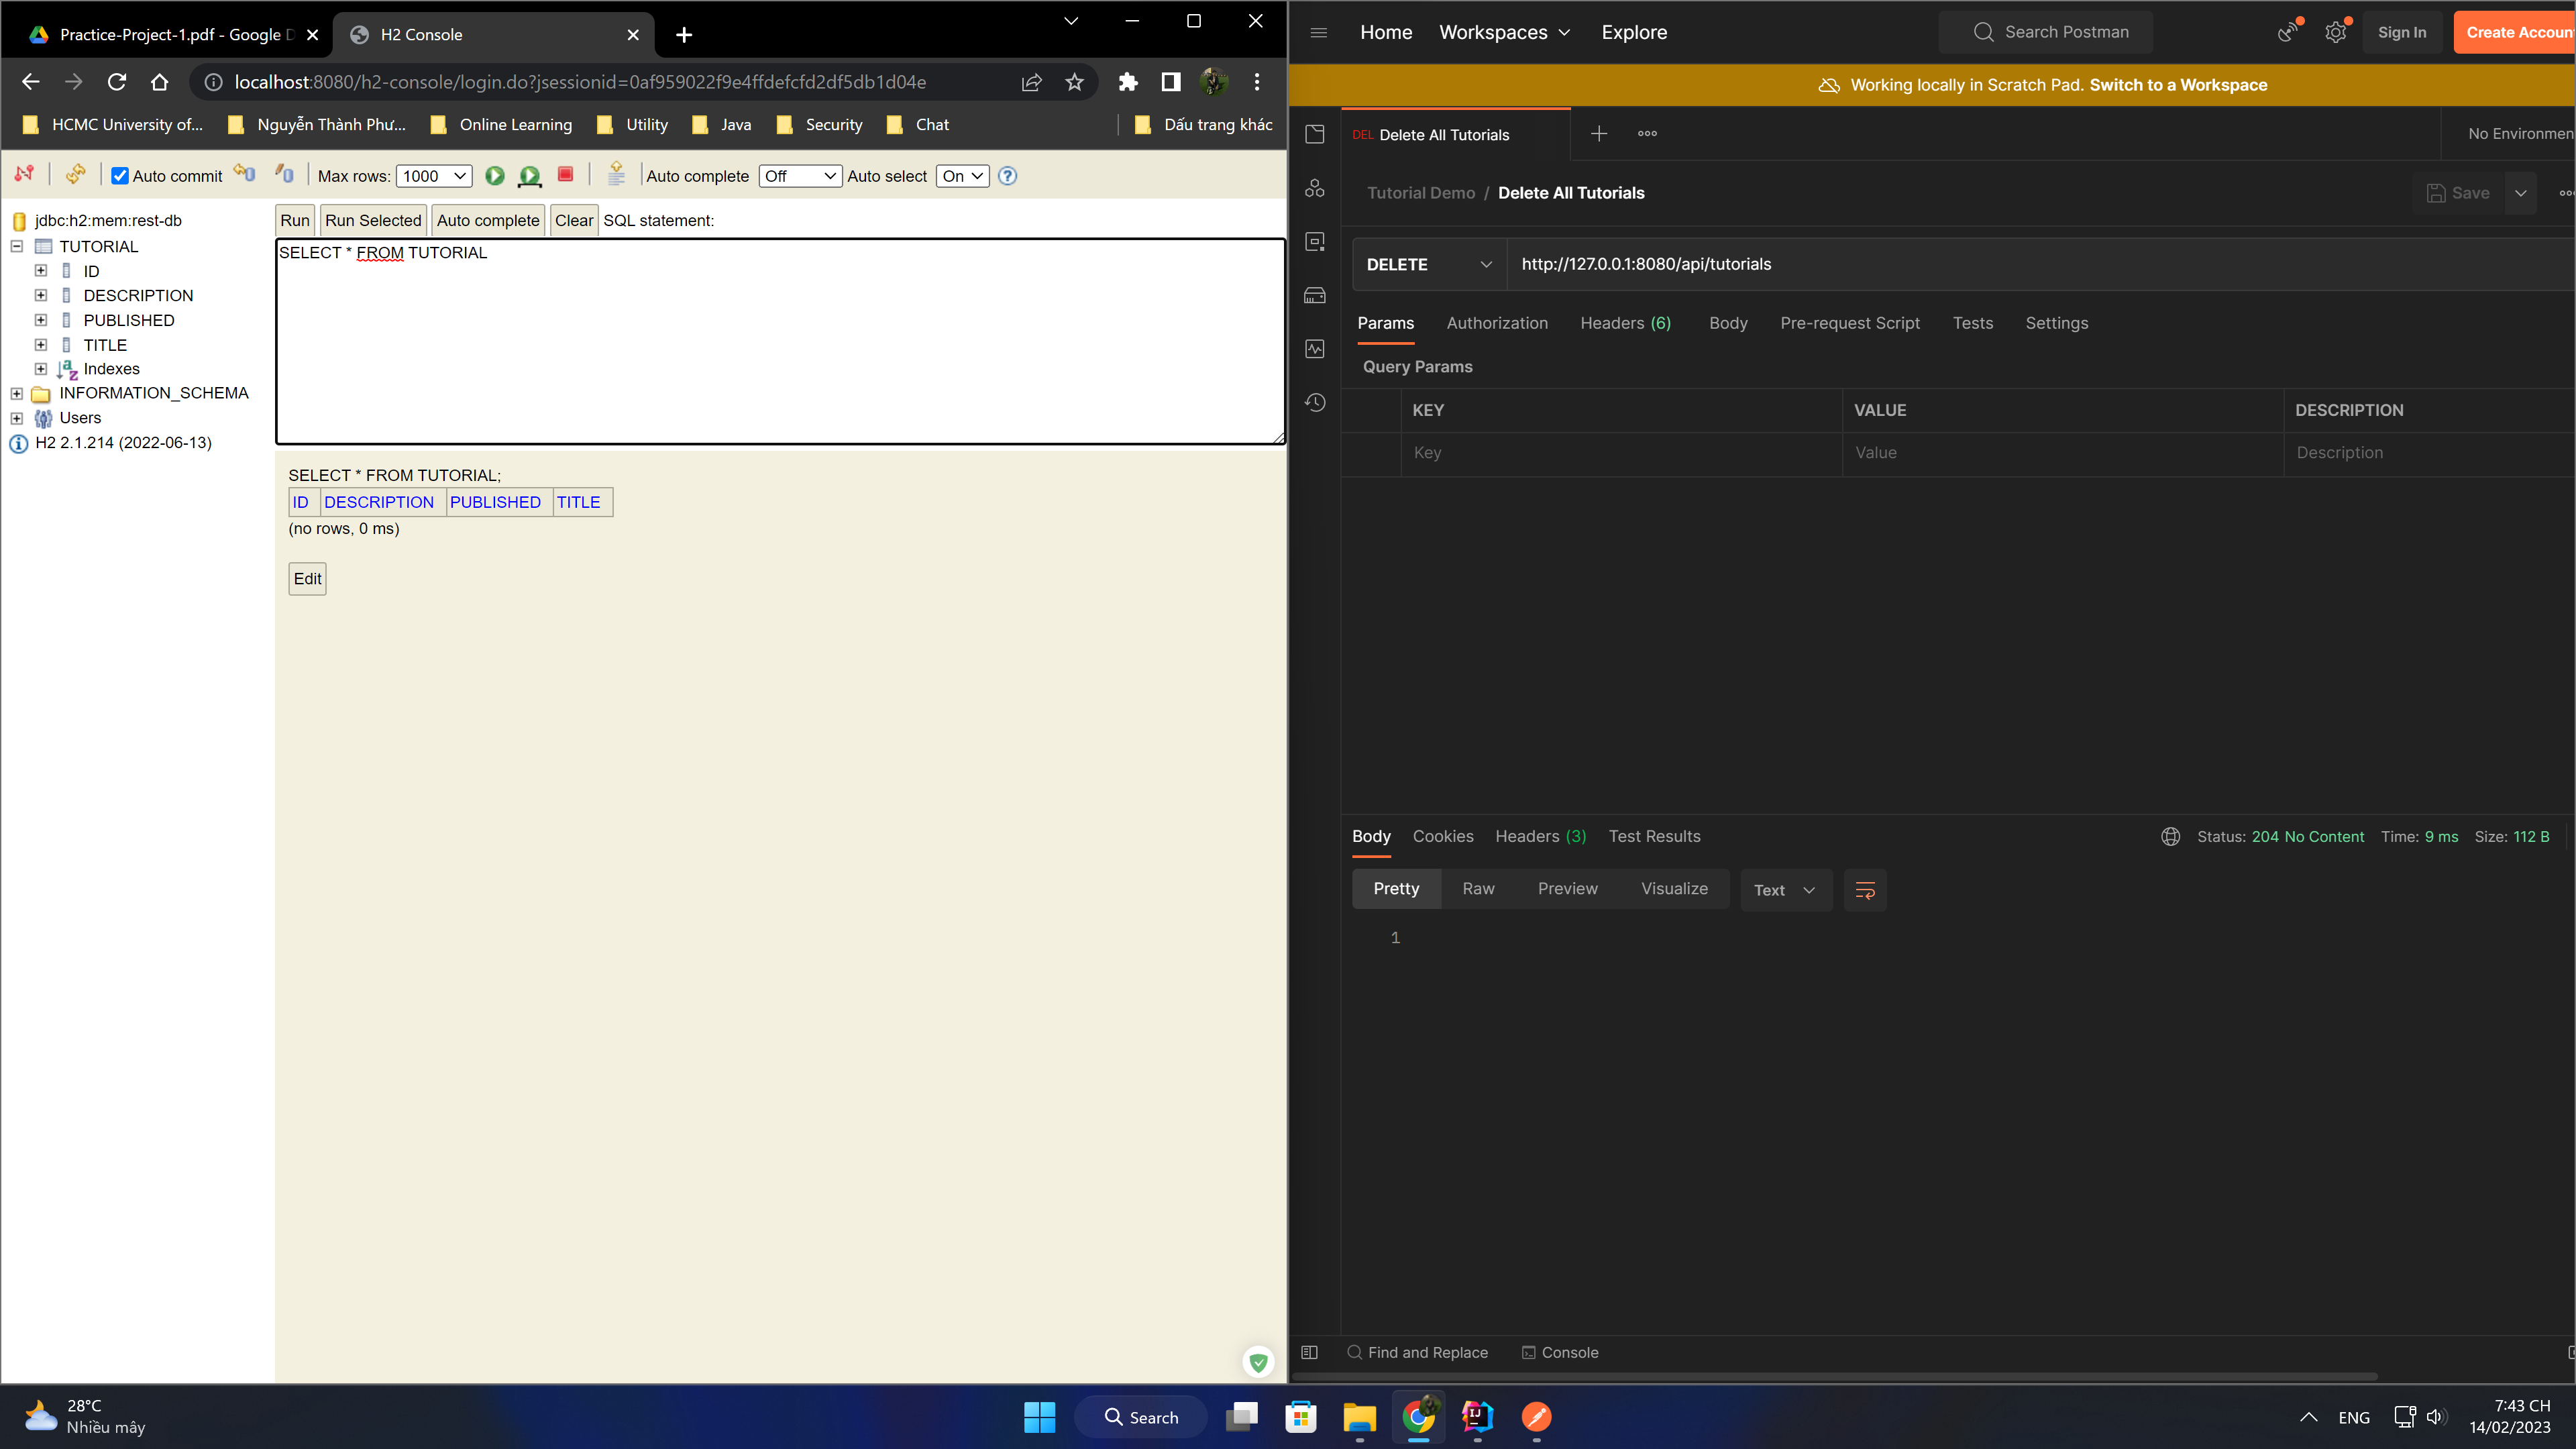 Practice-Project-1.pdf - Google D
H2 Console
localhost:8080/h2-console/login.do?jsessionid=0af959022f9e4ffdefcfd2df5db1d04e
HCMC University of...
Nguyễn Thành Phư...
Online Learning
Utility
Java
Security
Chat
Dấu trang khác
Auto commit
Max rows: 1000
Auto complete Off
Auto select On
jdbc:h2:mem:rest-db
TUTORIAL
ID
DESCRIPTION
PUBLISHED
TITLE
Indexes
INFORMATION_SCHEMA
Users
H2 2.1.214 (2022-06-13)
Run Run Selected Auto complete Clear SQL statement:
SELECT * FROM TUTORIAL
SELECT * FROM TUTORIAL;
ID DESCRIPTION PUBLISHED TITLE
(no rows, 0 ms)
Edit
Home Workspaces Explore
Search Postman
Sign In
Create Accoun
Working locally in Scratch Pad. Switch to a Workspace
DEL Delete All Tutorials
No Environmen
Tutorial Demo / Delete All Tutorials
Save
DELETE http://127.0.0.1:8080/api/tutorials
Params Authorization Headers (6) Body Pre-request Script Tests Settings
Query Params
KEY VALUE DESCRIPTION
Key Value Description
Body Cookies Headers (3) Test Results
Status: 204 No Content Time: 9 ms Size: 112 B
Pretty Raw Preview Visualize Text
1
Find and Replace Console
28°C
Nhiều mây
Search
ENG
7:43 CH
14/02/2023